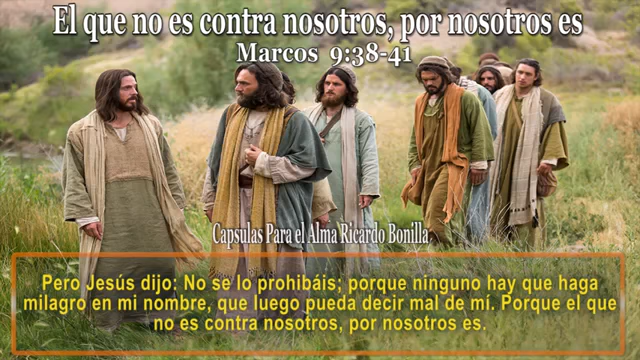 El que no es contra nosotros, por nosotros es
Marcos 9:38-41
Capsulas Para el Alma Ricardo Bonilla
Pero Jesús dijo: No se lo prohibáis; porque ninguno hay que haga
milagro en mi nombre, que luego pueda decir mal de mí. Porque el que
no es contra nosotros, por nosotros es.